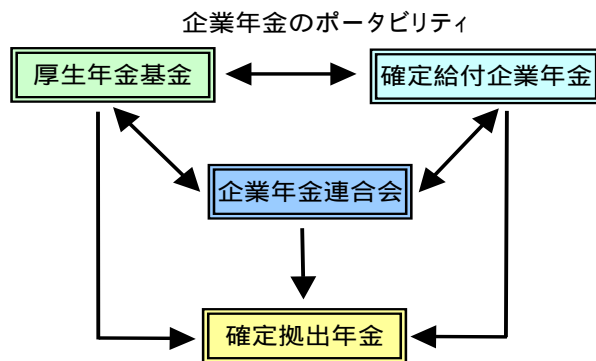 企業年金のポータビリティ
厚生年金基金
確定給付企業年金
企業年金連合会
確定拠出年金